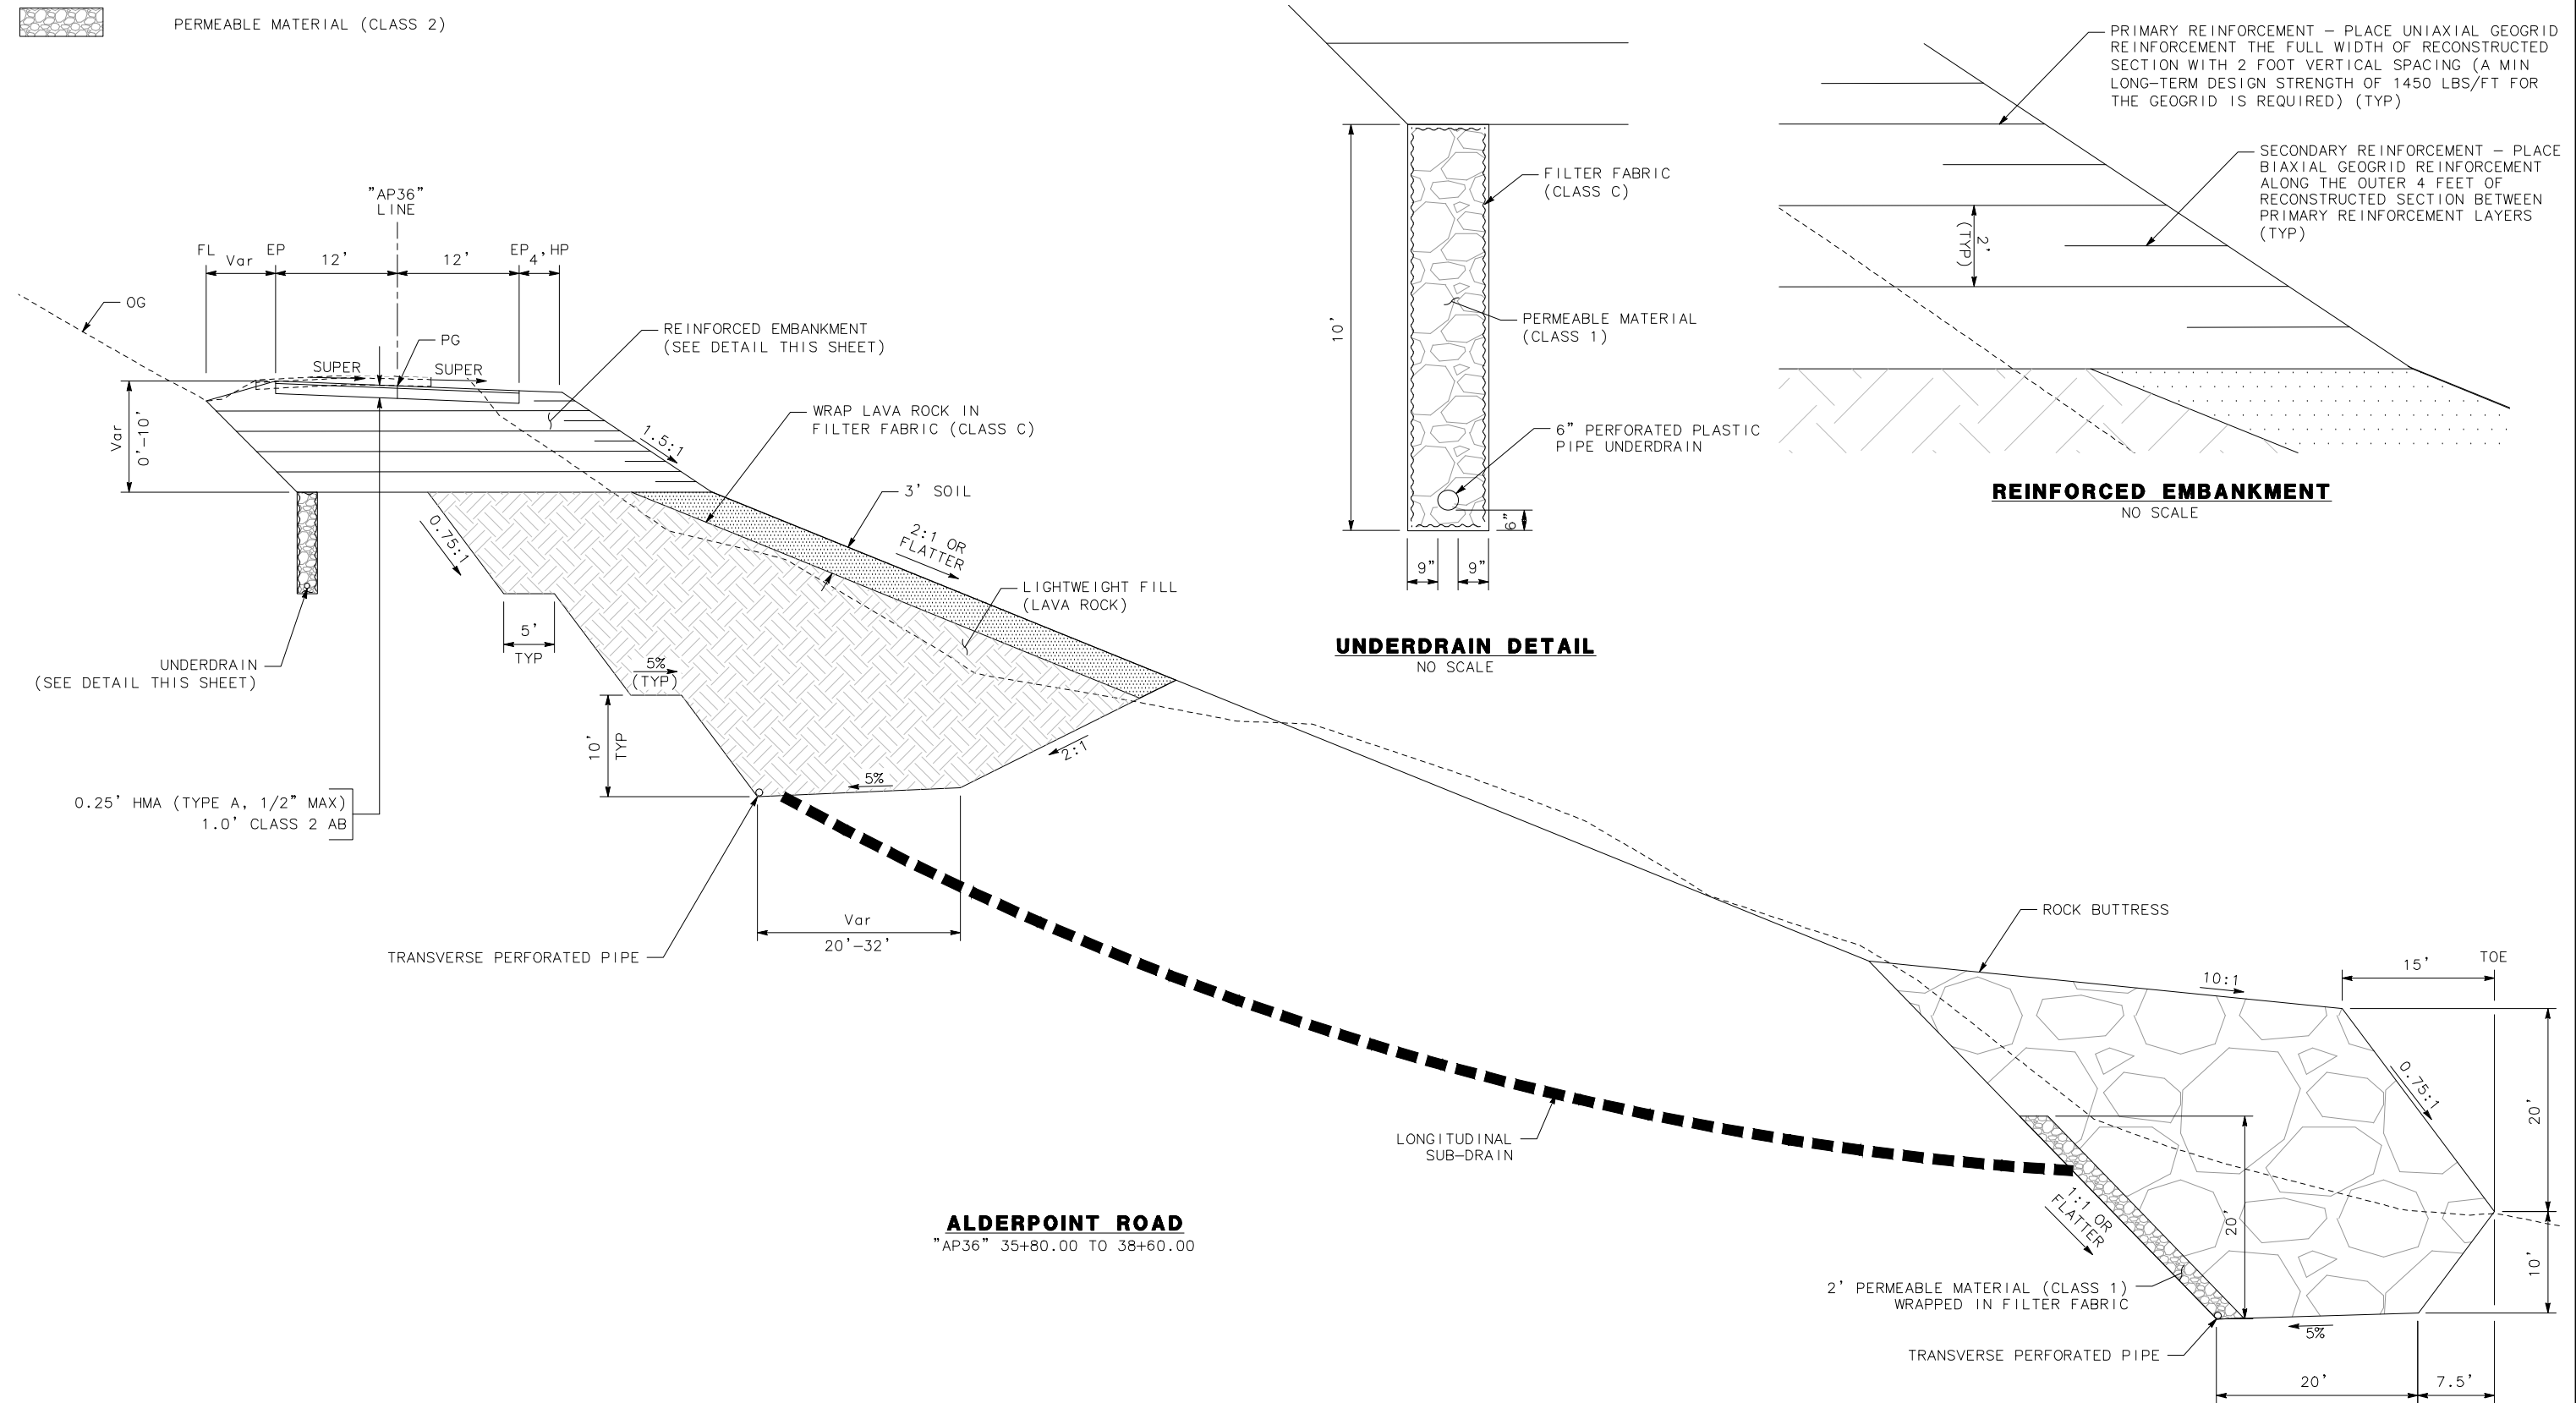 PERMEABLE MATERIAL (CLASS 2)
"AP36"
LINE
FL
Var
EP
12'
12'
EP
4'
HP
OG
SUPER
PG
SUPER
Var
0'-10'
REINFORCED EMBANKMENT
(SEE DETAIL THIS SHEET)
1.5:1
WRAP LAVA ROCK IN
FILTER FABRIC (CLASS C)
3' SOIL
2:1 OR
FLATTER
0.75:1
LIGHTWEIGHT FILL
(LAVA ROCK)
5'
TYP
UNDERDRAIN
(SEE DETAIL THIS SHEET)
5%
(TYP)
10'
TYP
2:1
5%
0.25' HMA (TYPE A, 1/2" MAX)
1.0' CLASS 2 AB
Var
20'-32'
TRANSVERSE PERFORATED PIPE
LONGITUDINAL
SUB-DRAIN
ALDERPOINT ROAD
"AP36" 35+80.00 TO 38+60.00
10'
FILTER FABRIC
(CLASS C)
PERMEABLE MATERIAL
(CLASS 1)
6" PERFORATED PLASTIC
PIPE UNDERDRAIN
6"
9"
9"
UNDERDRAIN DETAIL
NO SCALE
PRIMARY REINFORCEMENT - PLACE UNIAXIAL GEOGRID
REINFORCEMENT THE FULL WIDTH OF RECONSTRUCTED
SECTION WITH 2 FOOT VERTICAL SPACING (A MIN
LONG-TERM DESIGN STRENGTH OF 1450 LBS/FT FOR
THE GEOGRID IS REQUIRED) (TYP)
SECONDARY REINFORCEMENT - PLACE
BIAXIAL GEOGRID REINFORCEMENT
ALONG THE OUTER 4 FEET OF
RECONSTRUCTED SECTION BETWEEN
PRIMARY REINFORCEMENT LAYERS
(TYP)
2'
(TYP)
REINFORCED EMBANKMENT
NO SCALE
ROCK BUTTRESS
10:1
15'
TOE
0.75:1
20'
10'
20'
1:1 OR
FLATTER
2' PERMEABLE MATERIAL (CLASS 1)
WRAPPED IN FILTER FABRIC
5%
TRANSVERSE PERFORATED PIPE
20'
7.5'